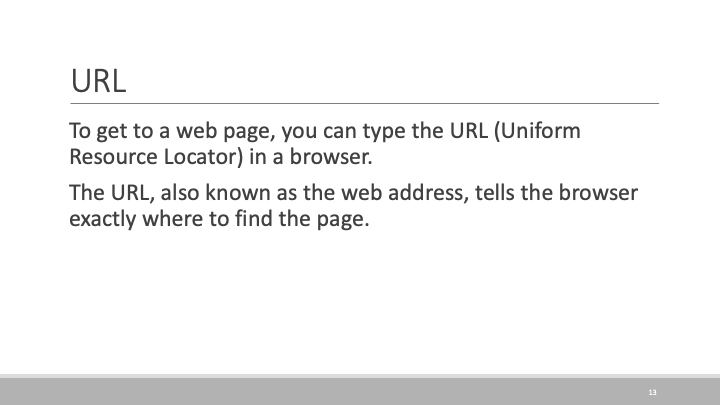 URL
To get to a web page, you can type the URL (Uniform
Resource Locator) in a browser.
The URL, also known as the web address, tells the browser
exactly where to find the page.
13